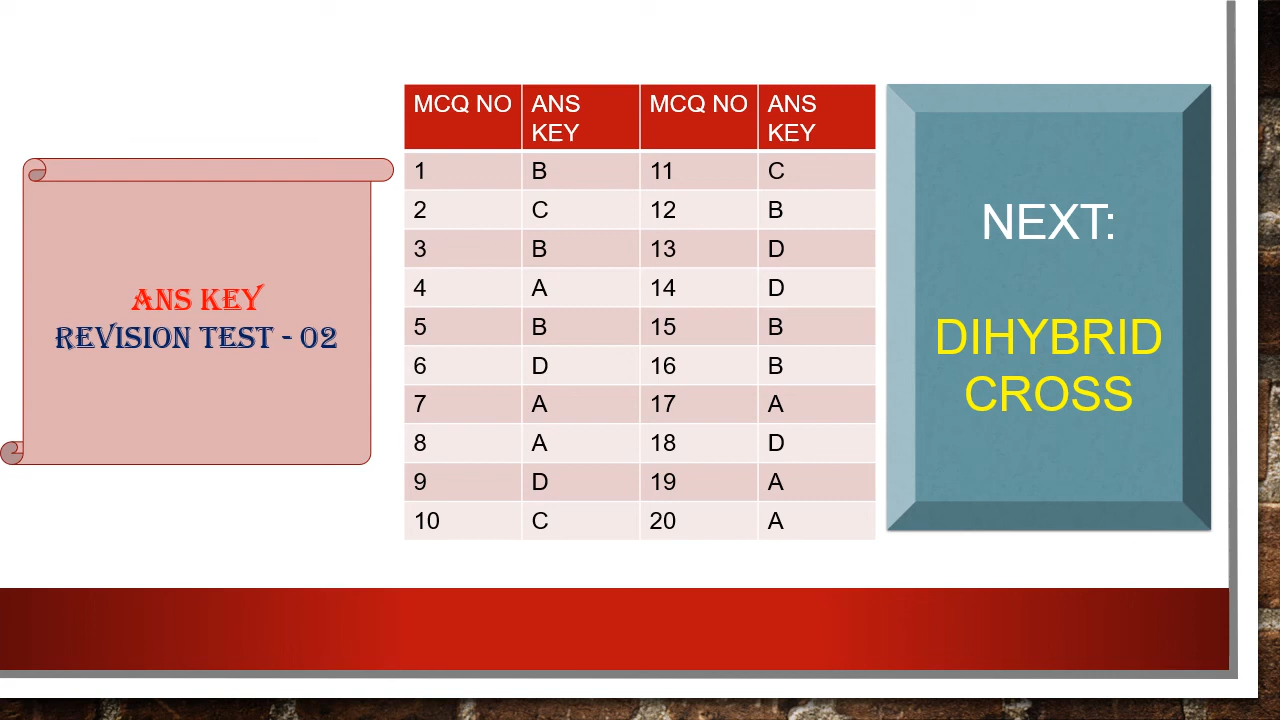 ANS KEY
REVISION TEST - 02
MCQ NO ANS KEY MCQ NO ANS KEY
1 B 11 C
2 C 12 B
3 B 13 D
4 A 14 D
5 B 15 B
6 D 16 B
7 A 17 A
8 A 18 D
9 D 19 A
10 C 20 A
NEXT:
DIHYBRID
CROSS